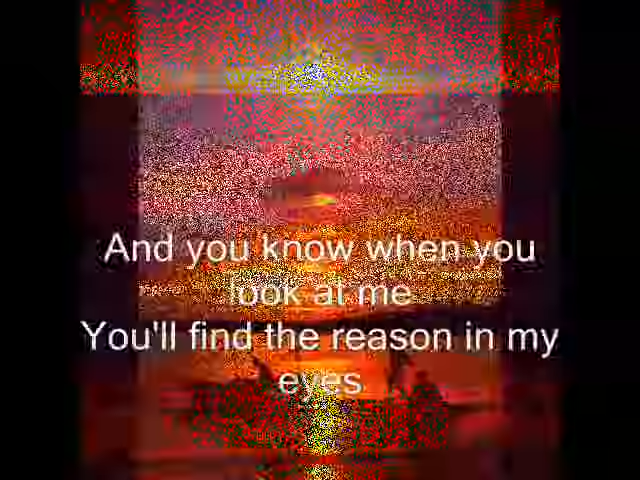 And you know when you
look at me
You'll find the reason in my
eyes